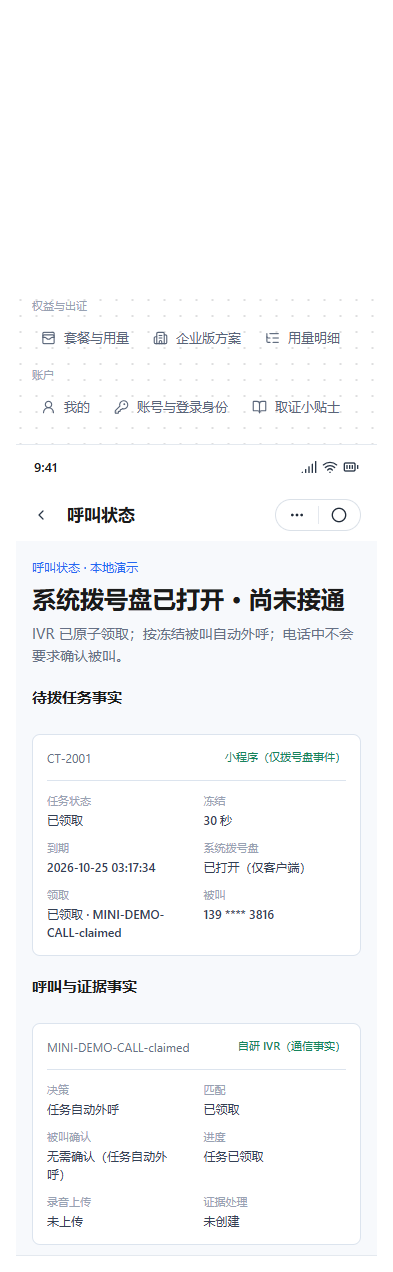 权益与出证
套餐与用量 企业版方案 用量明细
账户
我的 账号与登录身份 取证小贴士
9:41
呼叫状态
呼叫状态 · 本地演示
系统拨号盘已打开 · 尚未接通
IVR 已原子领取；按冻结被叫自动外呼；电话中不会
要求确认被叫。
待拨任务事实
CT-2001 小程序（仅拨号盘事件）
任务状态 冻结
已领取 30 秒
到期 系统拨号盘
2026-10-25 03:17:34 已打开（仅客户端）
领取 被叫
已领取 · MINI-DEMO- 139 **** 3816
CALL-claimed
呼叫与证据事实
MINI-DEMO-CALL-claimed 自研 IVR（通信事实）
决策 匹配
任务自动外呼 已领取
被叫确认 进度
无需确认（任务自动外 任务已领取
呼）
录音上传 证据处理
未上传 未创建